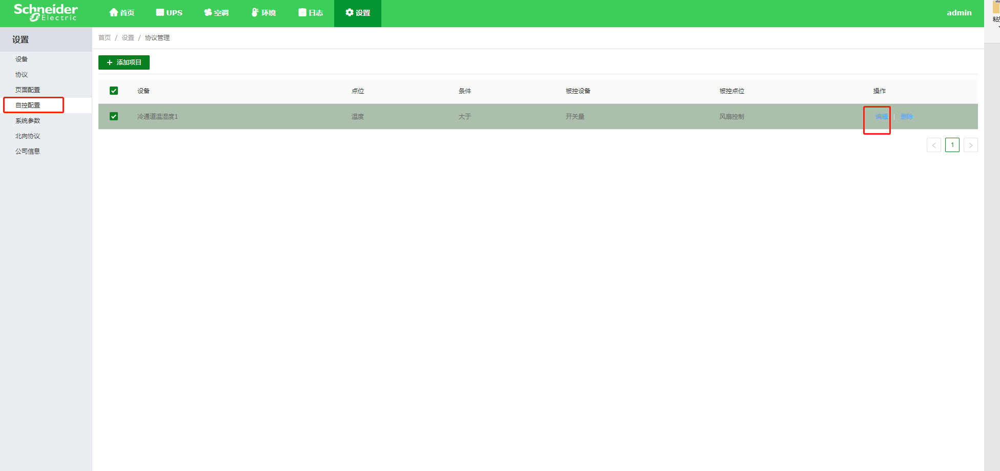 Schneider
Electric
首页 UPS 空调 环境 日志 设置 admin
设置
设备
协议
页面配置
自控配置
系统参数
北向协议
公司信息
首页 / 设置 / 协议管理
+ 添加项目
设备 点位 条件 被控设备 被控点位 操作
冷通道温湿度1 温度 大于 开关量 风扇控制 编辑 | 删除
< 1 >